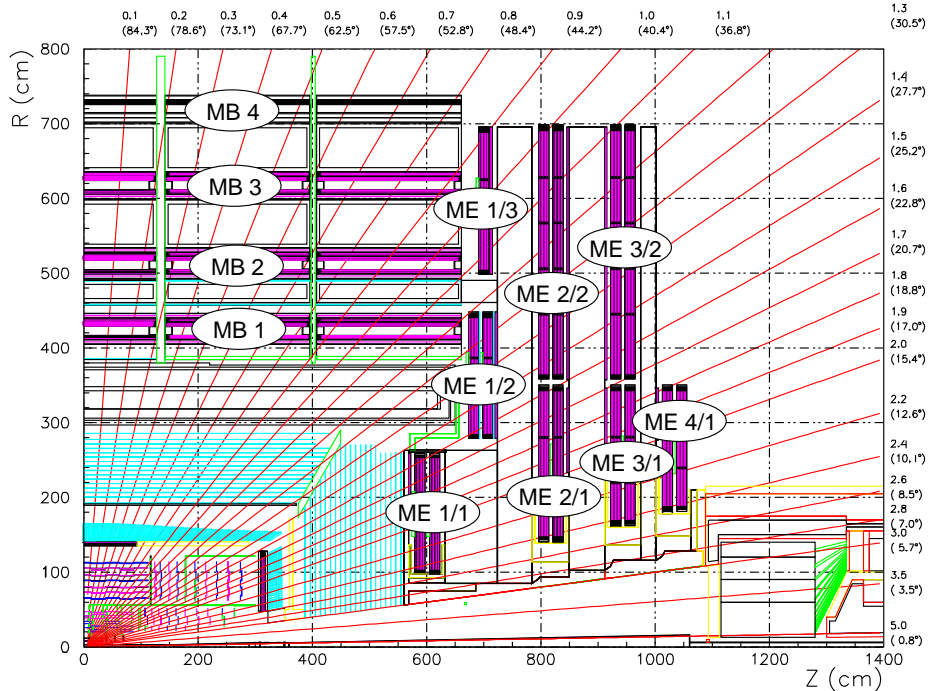 0.1 0.2 0.3 0.4 0.5 0.6 0.7 0.8 0.9 1.0 1.1 1.3
(84.3°) (78.6°) (73.1°) (67.7°) (62.5°) (57.5°) (52.8°) (48.4°) (44.2°) (40.4°) (36.8°) (30.5°)
R (cm)
800
700
600
500
400
300
200
100
0
MB 4
MB 3
MB 2
MB 1
ME 1/3
ME 1/2
ME 1/1
ME 2/2
ME 2/1
ME 3/2
ME 3/1
ME 4/1
1.4
(27.7°)
1.5
(25.2°)
1.6
(22.8°)
1.7
(20.7°)
1.8
(18.8°)
1.9
(17.0°)
2.0
(15.4°)
2.2
(12.6°)
2.4
(10.1°)
2.6
( 8.5°)
2.8
( 7.0°)
3.0
( 5.7°)
3.5
( 3.5°)
5.0
( 0.8°)
0 200 400 600 800 1000 1200 1400
Z (cm)